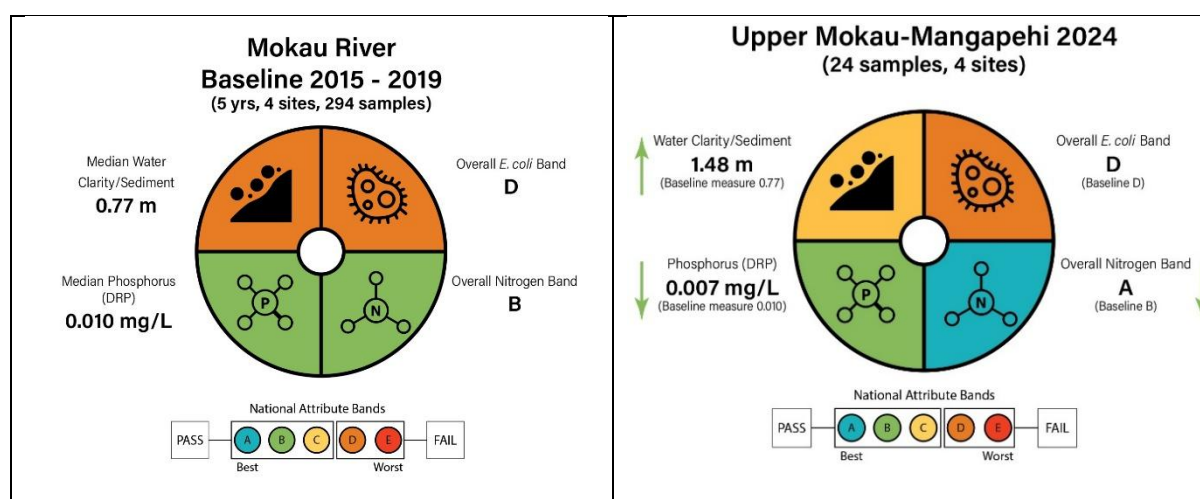 Mokau River
Baseline 2015 - 2019
(5 yrs, 4 sites, 294 samples)
Median Water
Clarity/Sediment
0.77 m
Overall E. coli Band
D
Median Phosphorus
(DRP)
0.010 mg/L
P
N
Overall Nitrogen Band
B
National Attribute Bands
PASS
A
B
C
D
E
FAIL
Best
Worst
Upper Mokau-Mangapehi 2024
(24 samples, 4 sites)
Water Clarity/Sediment
1.48 m
(Baseline measure 0.77)
Overall E. coli Band
D
(Baseline D)
Phosphorus (DRP)
0.007 mg/L
(Baseline measure 0.010)
P
N
Overall Nitrogen Band
A
(Baseline B)
National Attribute Bands
PASS
A
B
C
D
E
FAIL
Best
Worst